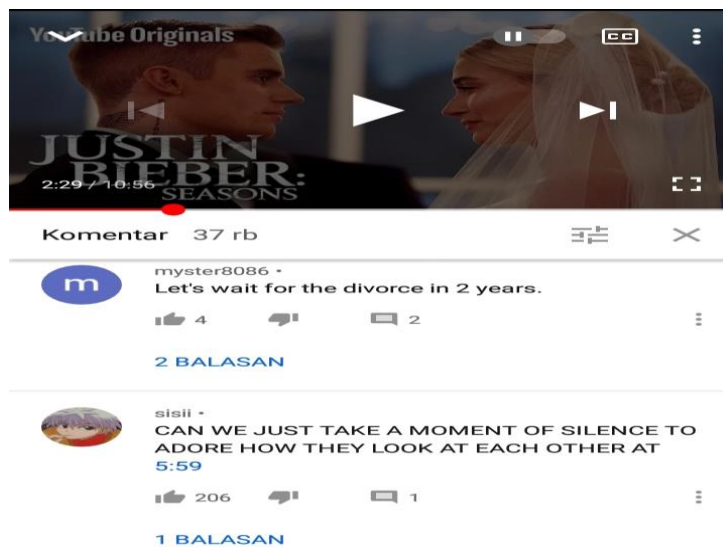 YouTube Originals
CC
JUSTIN
BIEBER:
SEASONS
2:29 / 10:56
Komentar 37 rb
m
myster8086 •
Let's wait for the divorce in 2 years.
4 2
2 BALASAN
sisii •
CAN WE JUST TAKE A MOMENT OF SILENCE TO
ADORE HOW THEY LOOK AT EACH OTHER AT
5:59
206 1
1 BALASAN